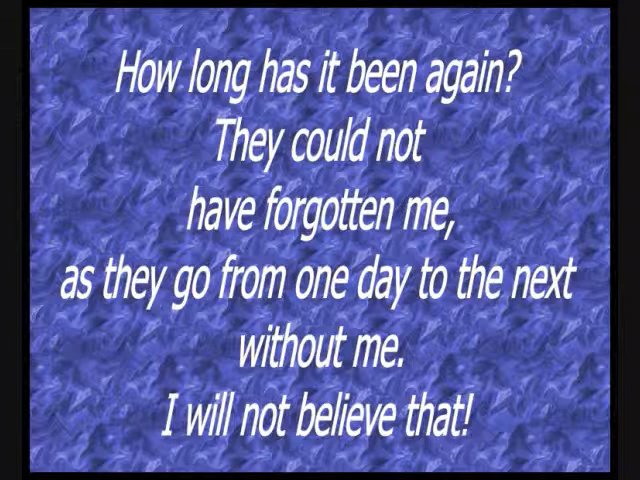 How long has it been again?
They could not
have forgotten me,
as they go from one day to the next
without me.
I will not believe that!